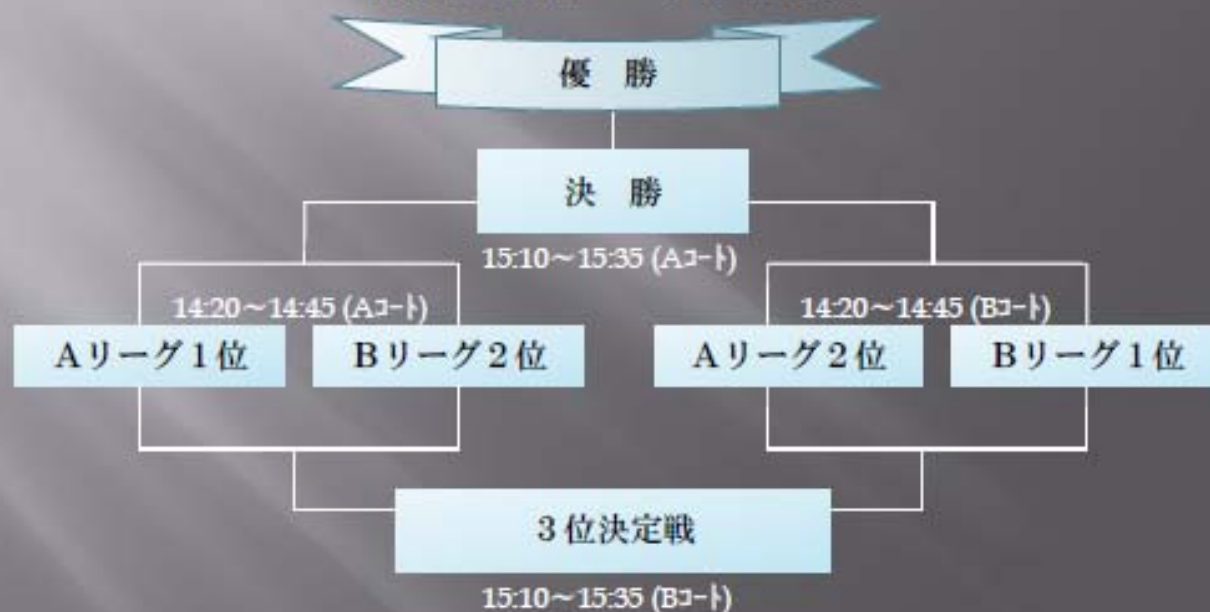 優 勝
決 勝
15:10～15:35 (Aｺｰﾄ)
14:20～14:45 (Aｺｰﾄ)
14:20～14:45 (Bｺｰﾄ)
Aリーグ1位
Bリーグ2位
Aリーグ2位
Bリーグ1位
3位決定戦
15:10～15:35 (Bｺｰﾄ)